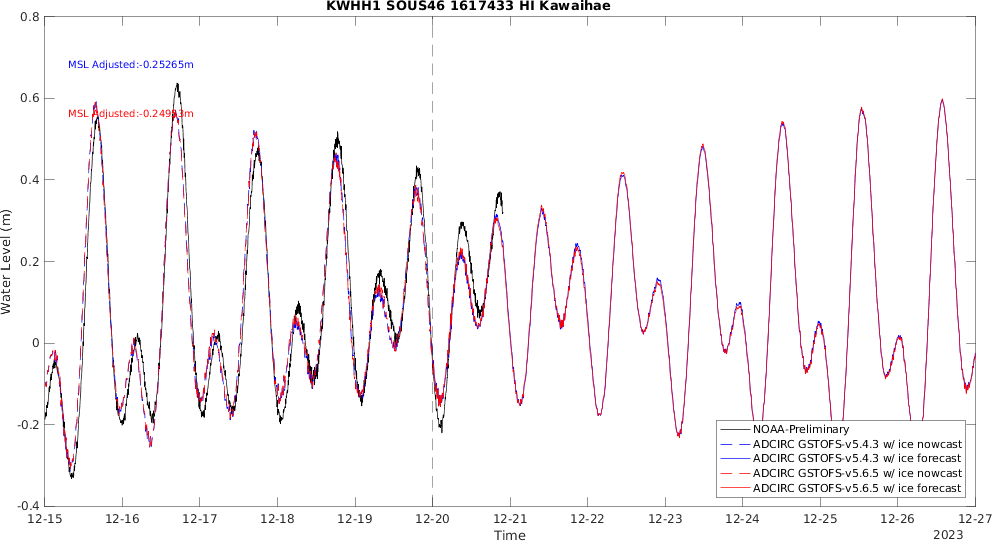 KWHH1 SOUS46 1617433 HI Kawaihae
0.8
0.6
0.4
0.2
0
-0.2
-0.4
Water Level (m)
MSL Adjusted:-0.25265m
MSL Adjusted:-0.24983m
NOAA-Preliminary
ADCIRC GSTOFS-v5.4.3 w/ ice nowcast
ADCIRC GSTOFS-v5.4.3 w/ ice forecast
ADCIRC GSTOFS-v5.6.5 w/ ice nowcast
ADCIRC GSTOFS-v5.6.5 w/ ice forecast
12-15 12-16 12-17 12-18 12-19 12-20 12-21 12-22 12-23 12-24 12-25 12-26 12-27
Time
2023